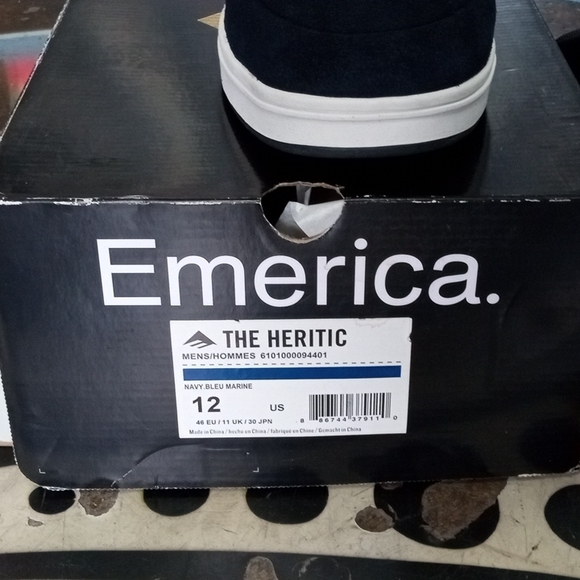 Emerica.
THE HERITIC
MENS/HOMMES 6101000094401
NAVY.BLEU MARINE
12 US
46 EU / 11 UK / 30 JPN
8 86744 37911 0
Made in China / hecho en China / fabrique en Chine / Gemacht in China